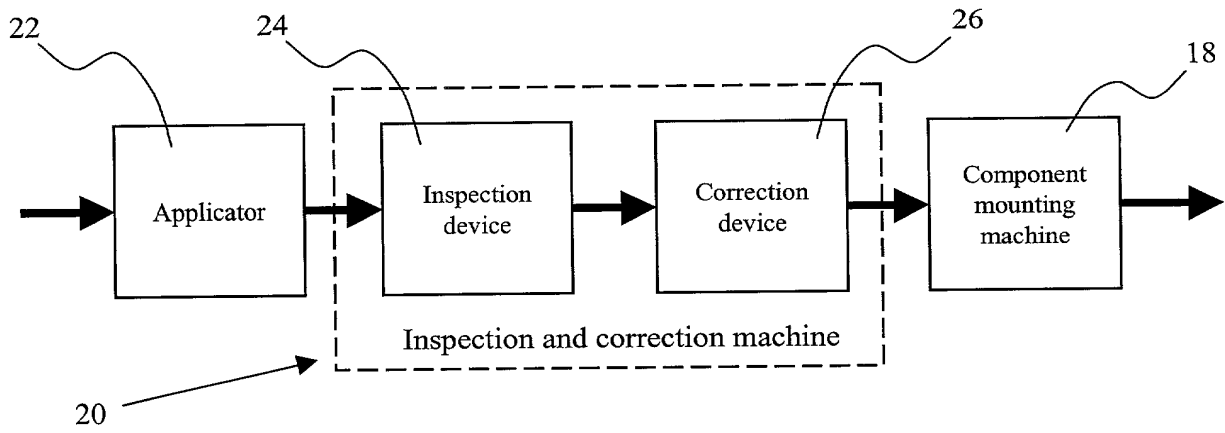 22
24
26
18
Applicator
Inspection
device
Correction
device
Component
mounting
machine
Inspection and correction machine
20